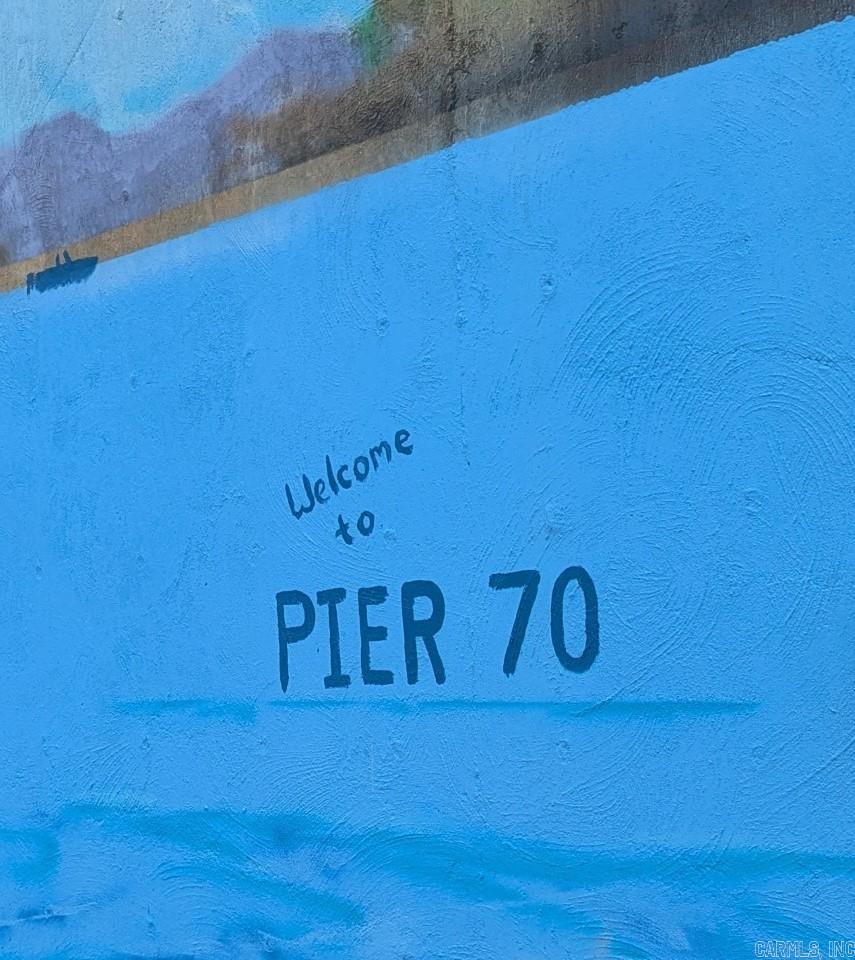 Welcome
to
PIER 70
CARMLS, INC